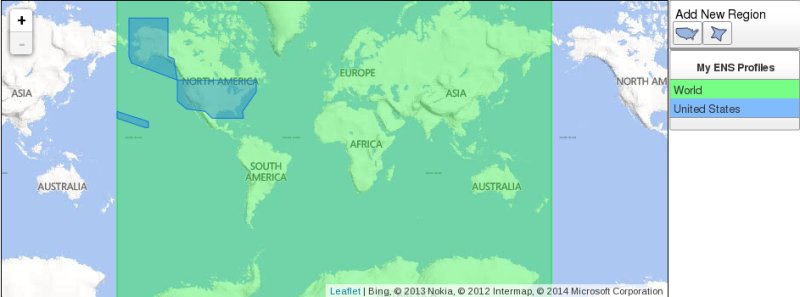 +
−
ASIA
AUSTRALIA
NORTH AMERICA
SOUTH
AMERICA
EUROPE
AFRICA
ASIA
AUSTRALIA
NORTH AM
Leaflet | Bing, © 2013 Nokia, © 2012 Intermap, © 2014 Microsoft Corporation
Add New Region
My ENS Profiles
World
United States